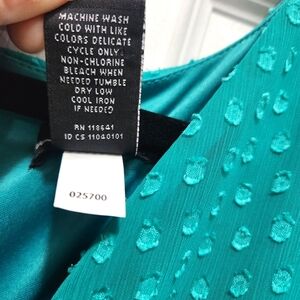 MACHINE WASH
COLD WITH LIKE
COLORS DELICATE
CYCLE ONLY.
NON-CHLORINE
BLEACH WHEN
NEEDED TUMBLE
DRY LOW
COOL IRON
IF NEEDED
RN 118641
ID CS 11040101
025700